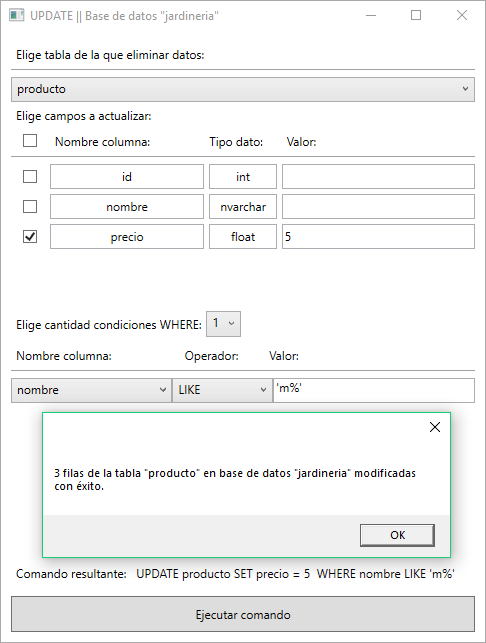 UPDATE || Base de datos "jardineria"
Elige tabla de la que eliminar datos:
producto
Elige campos a actualizar:
Nombre columna: Tipo dato: Valor:
id int
nombre nvarchar
precio float 5
Elige cantidad condiciones WHERE: 1
Nombre columna: Operador: Valor:
nombre LIKE 'm%'
3 filas de la tabla "producto" en base de datos "jardineria" modificadas
con éxito.
OK
Comando resultante: UPDATE producto SET precio = 5 WHERE nombre LIKE 'm%'
Ejecutar comando